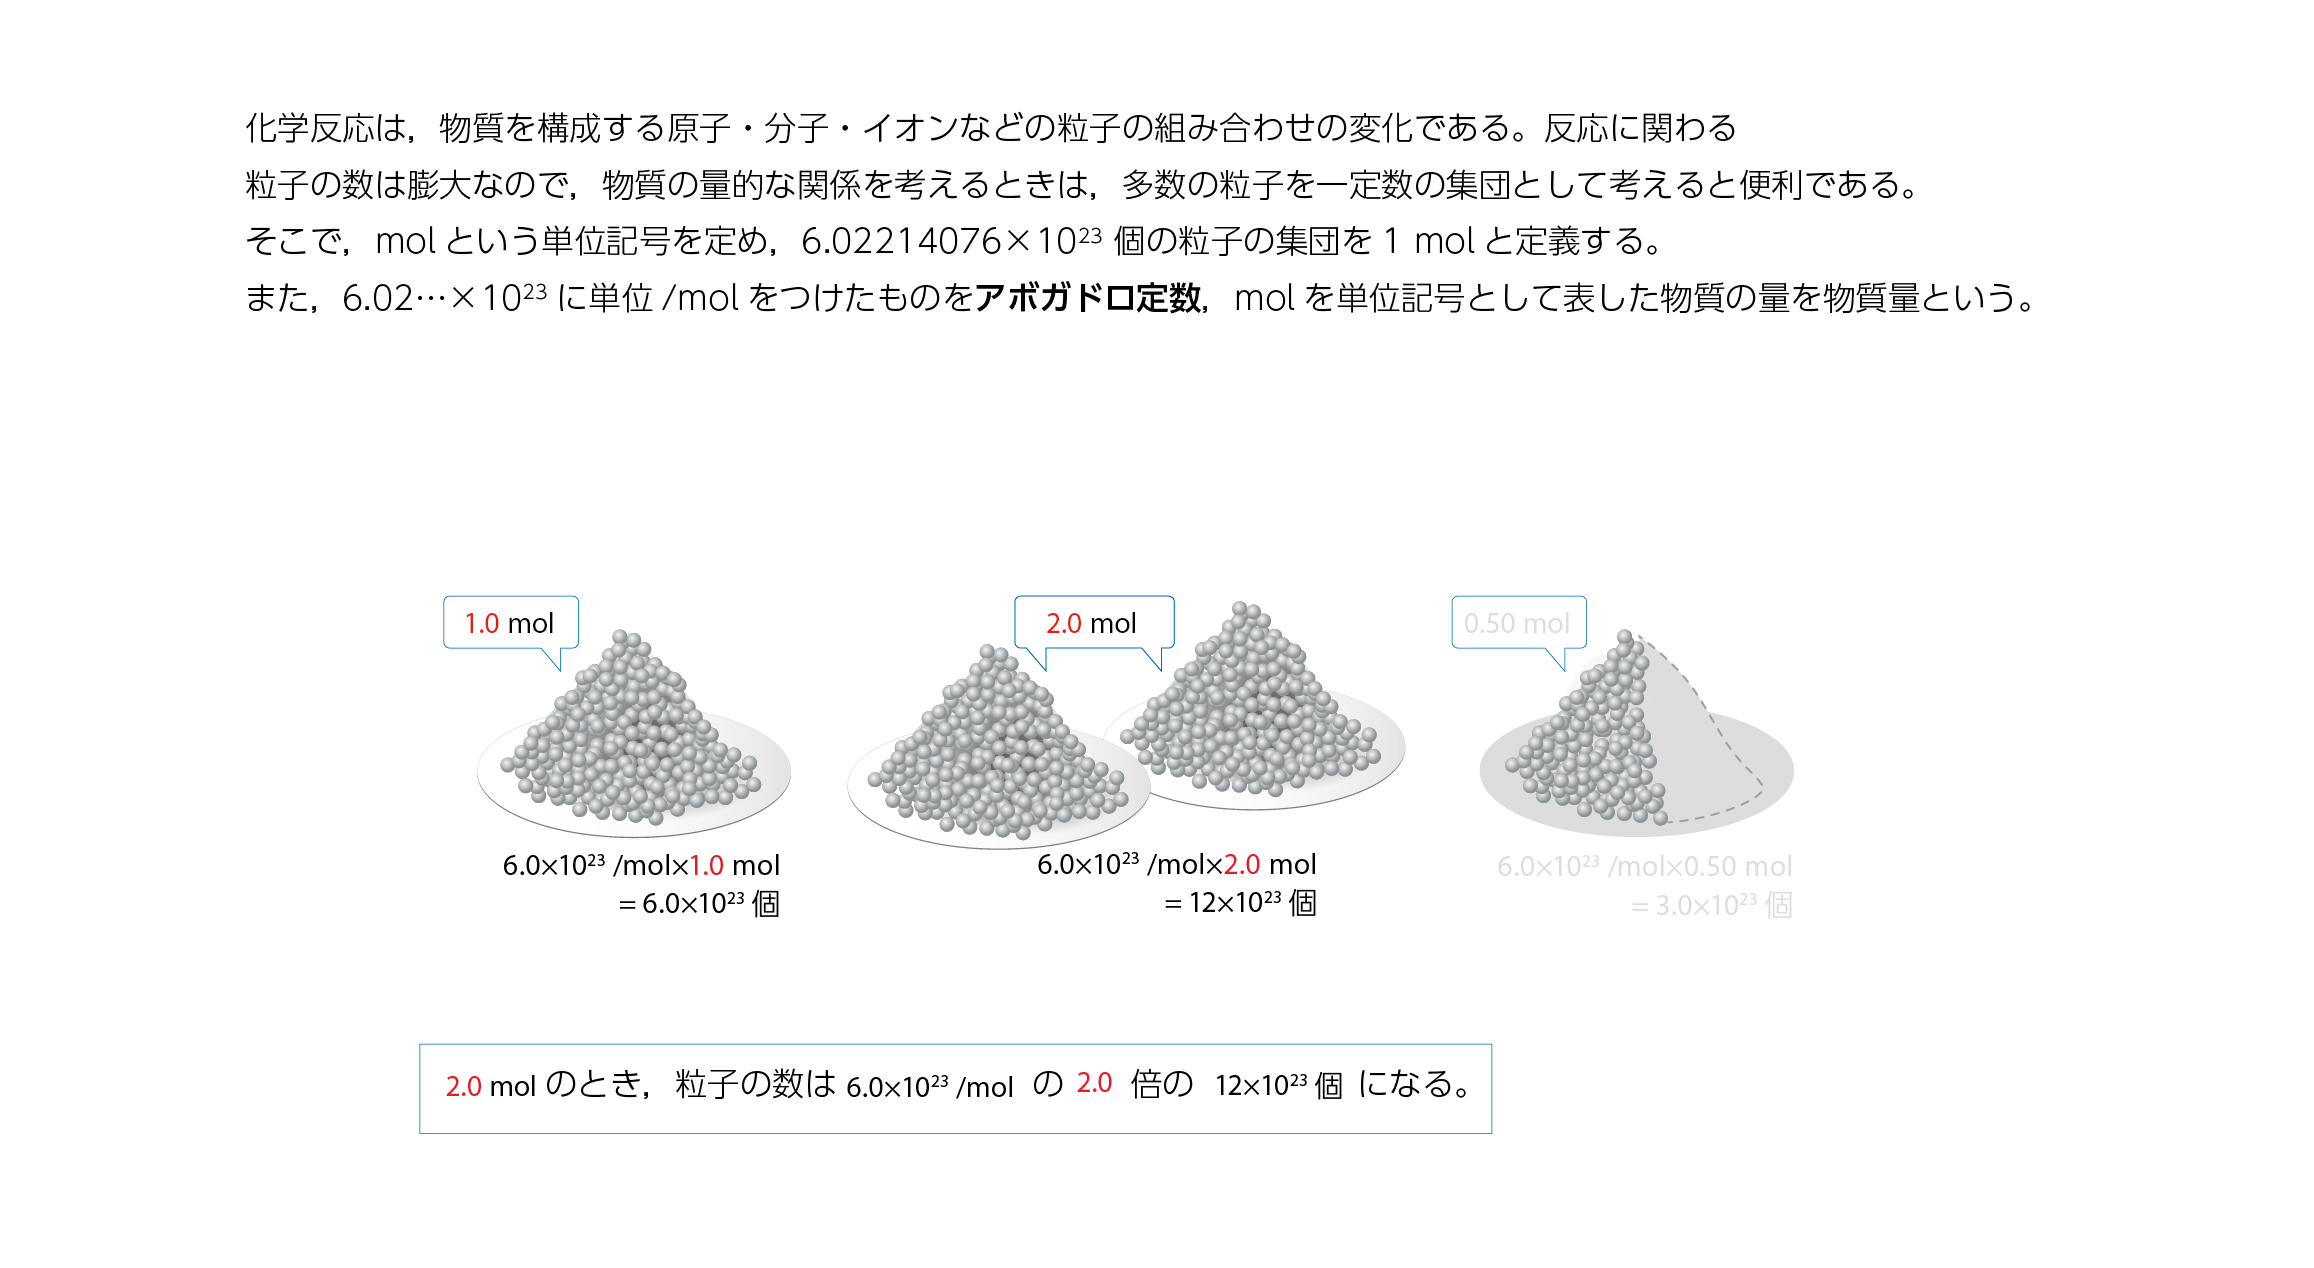 化学反応は，物質を構成する原子・分子・イオンなどの粒子の組み合わせの変化である。反応に関わる
粒子の数は膨大なので，物質の量的な関係を考えるときは，多数の粒子を一定数の集団として考えると便利である。
そこで，mol という単位記号を定め，6.02214076×10²³ 個の粒子の集団を 1 mol と定義する。
また，6.02…×10²³ に単位 /mol をつけたものをアボガドロ定数，mol を単位記号として表した物質の量を物質量という。
1.0 mol
2.0 mol
0.50 mol
6.0×10²³ /mol×1.0 mol
= 6.0×10²³ 個
6.0×10²³ /mol×2.0 mol
= 12×10²³ 個
6.0×10²³ /mol×0.50 mol
= 3.0×10²³ 個
2.0 mol のとき，粒子の数は 6.0×10²³ /mol の 2.0 倍の 12×10²³ 個 になる。